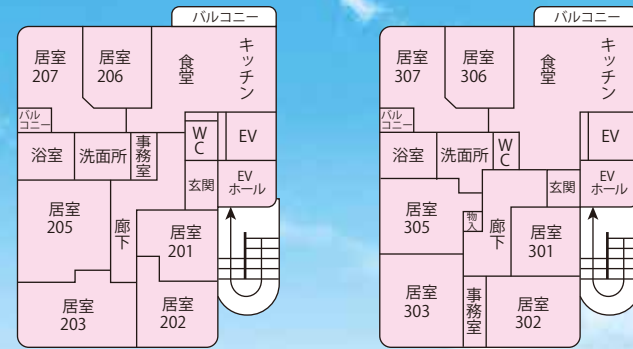 バルコニー
居室
207
居室
206
食堂
キッチン
バル
コニー
浴室
洗面所
事務室
WC
EV
玄関
EV
ホール
居室
205
廊下
居室
201
居室
203
居室
202
バルコニー
居室
307
居室
306
食堂
キッチン
バル
コニー
浴室
洗面所
WC
EV
玄関
EV
ホール
居室
305
物入
廊下
居室
301
居室
303
事務室
居室
302